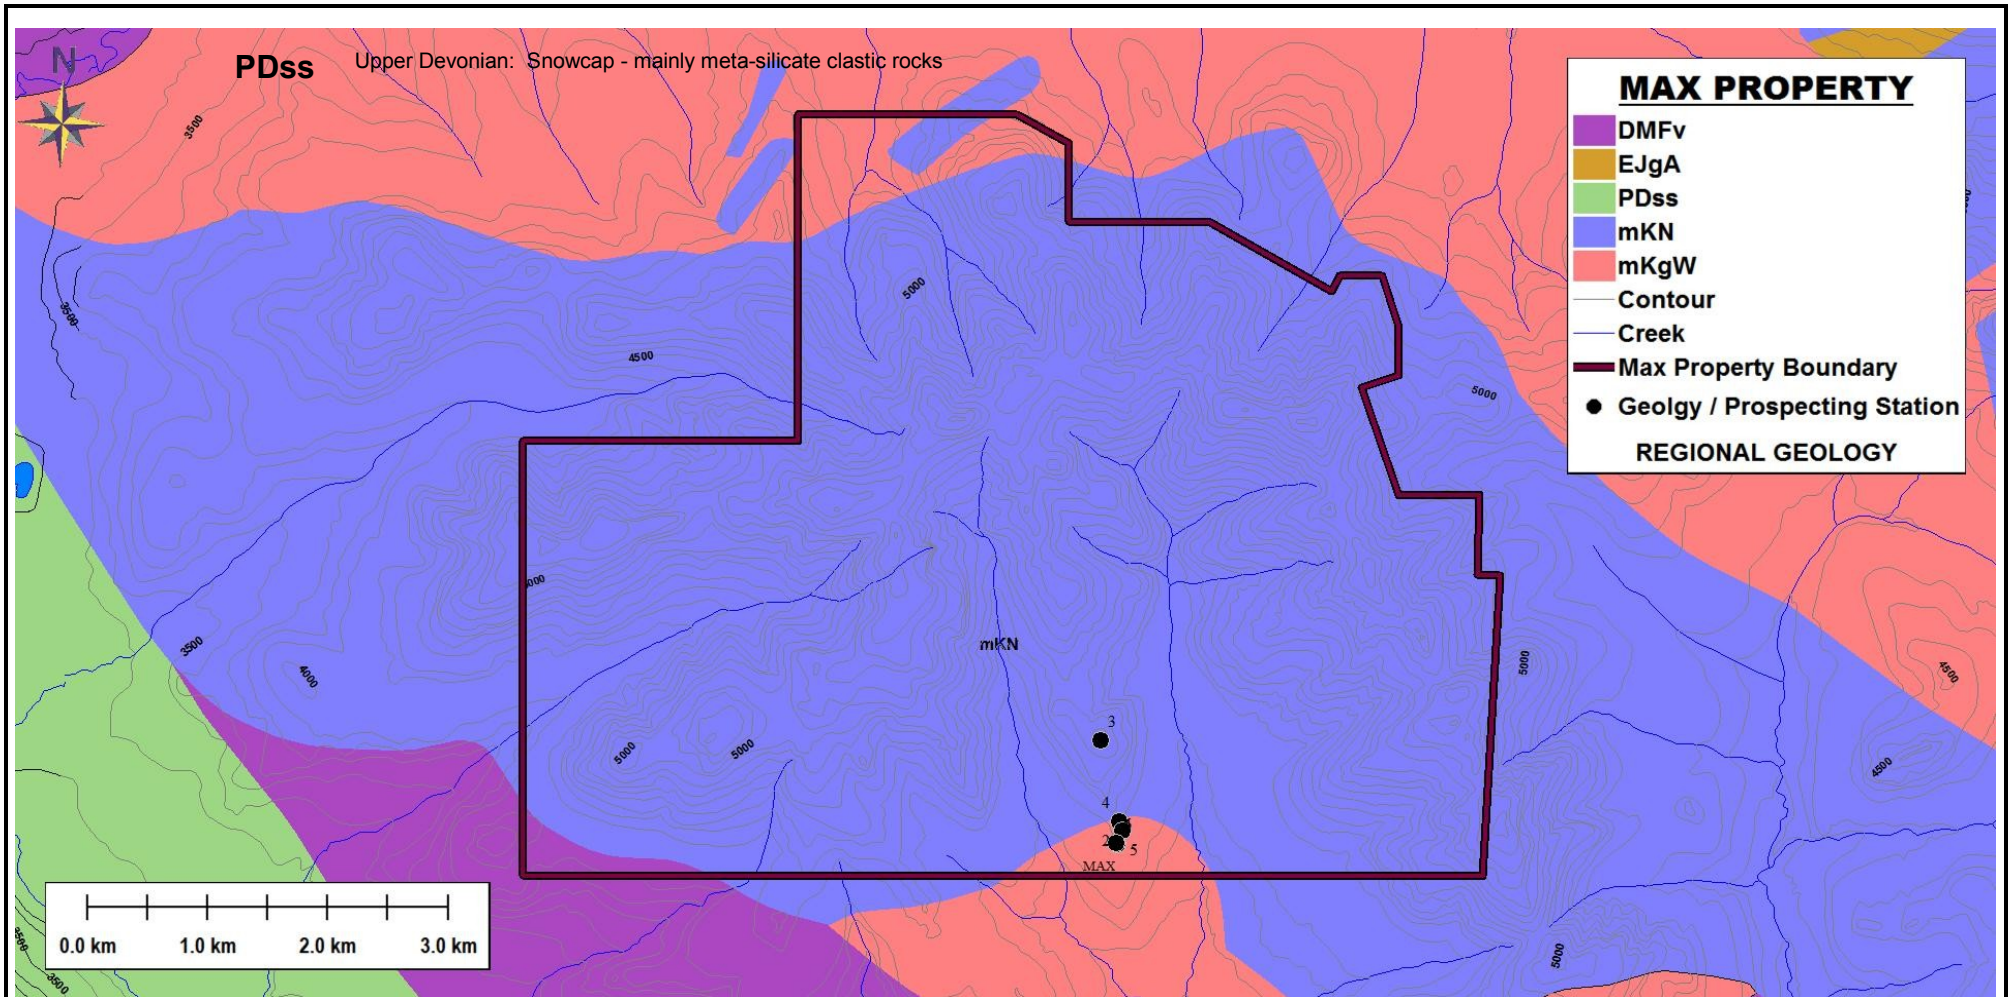 N
PDss Upper Devonian: Snowcap - mainly meta-silicate clastic rocks
MAX PROPERTY
DMFv
EJgA
PDss
mKN
mKgW
Contour
Creek
Max Property Boundary
Geolgy / Prospecting Station
REGIONAL GEOLOGY
3500
5000
3500
4500
5000
3500
4000
mKN
5000
4500
3
5000
5000
4500
4
2
5
MAX
0.0 km 1.0 km 2.0 km 3.0 km
3500
3500
5000